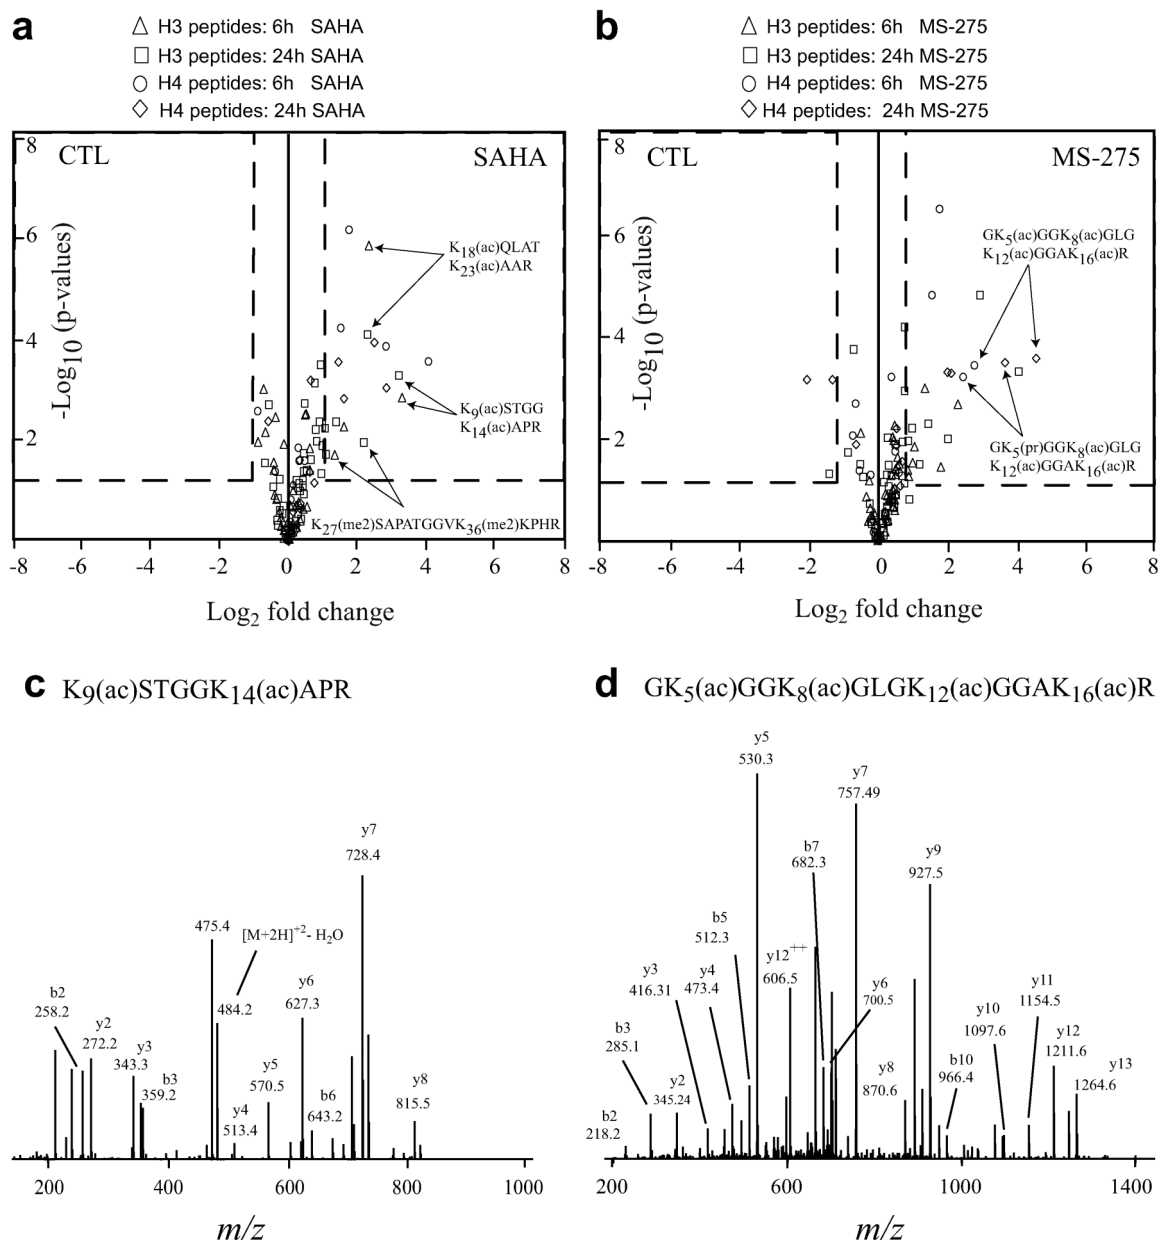 a
△ H3 peptides: 6h SAHA
□ H3 peptides: 24h SAHA
○ H4 peptides: 6h SAHA
◇ H4 peptides: 24h SAHA
CTL
SAHA
8
6
4
2
-Log10 (p-values)
K18(ac)QLAT
K23(ac)AAR
K9(ac)STGG
K14(ac)APR
K27(me2)SAPATGGVK36(me2)KPHR
-8 -6 -4 -2 0 2 4 6 8
Log2 fold change
b
△ H3 peptides: 6h MS-275
□ H3 peptides: 24h MS-275
○ H4 peptides: 6h MS-275
◇ H4 peptides: 24h MS-275
CTL
MS-275
8
6
4
2
-Log10 (p-values)
GK5(ac)GGK8(ac)GLG
K12(ac)GGAK16(ac)R
GK5(pr)GGK8(ac)GLG
K12(ac)GGAK16(ac)R
-8 -6 -4 -2 0 2 4 6 8
Log2 fold change
c K9(ac)STGGK14(ac)APR
b2
258.2
y2
272.2
y3
343.3
b3
359.2
475.4
[M+2H]+2- H2O
484.2
y4
513.4
y5
570.5
y6
627.3
b6
643.2
y7
728.4
y8
815.5
200 400 600 800 1000
m/z
d GK5(ac)GGK8(ac)GLGK12(ac)GGAK16(ac)R
b2
218.2
b3
285.1
y2
345.24
y3
416.31
y4
473.4
b5
512.3
y5
530.3
y12++
606.5
b7
682.3
y6
700.5
y7
757.49
y8
870.6
y9
927.5
b10
966.4
y10
1097.6
y11
1154.5
y12
1211.6
y13
1264.6
200 600 1000 1400
m/z